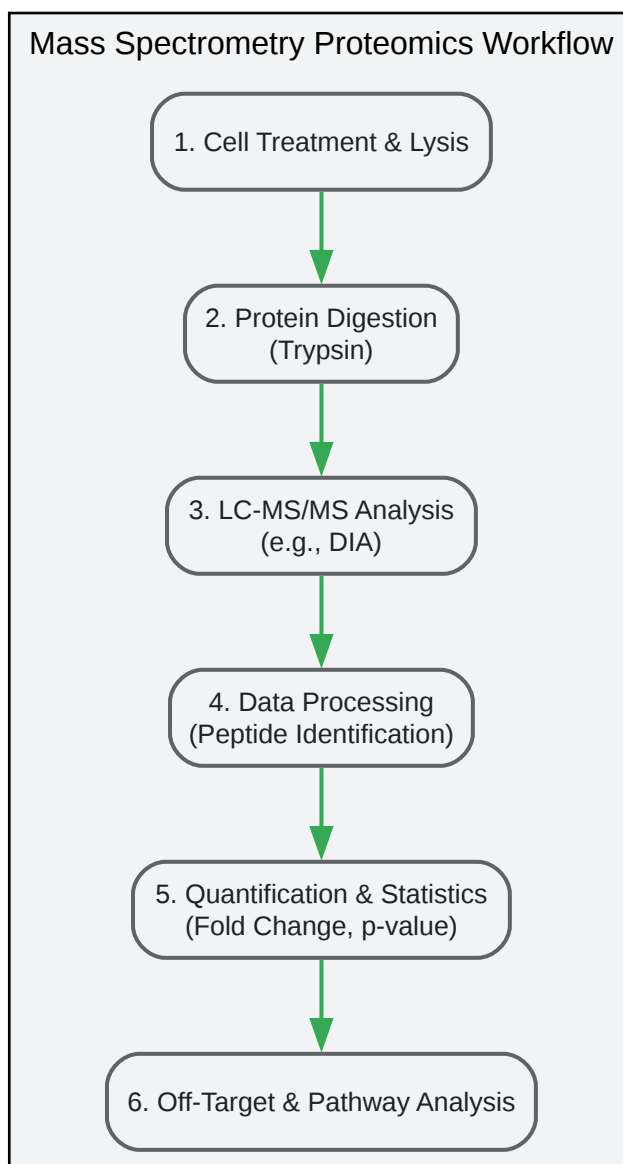 Mass Spectrometry Proteomics Workflow
1. Cell Treatment & Lysis
2. Protein Digestion
(Trypsin)
3. LC-MS/MS Analysis
(e.g., DIA)
4. Data Processing
(Peptide Identification)
5. Quantification & Statistics
(Fold Change, p-value)
6. Off-Target & Pathway Analysis